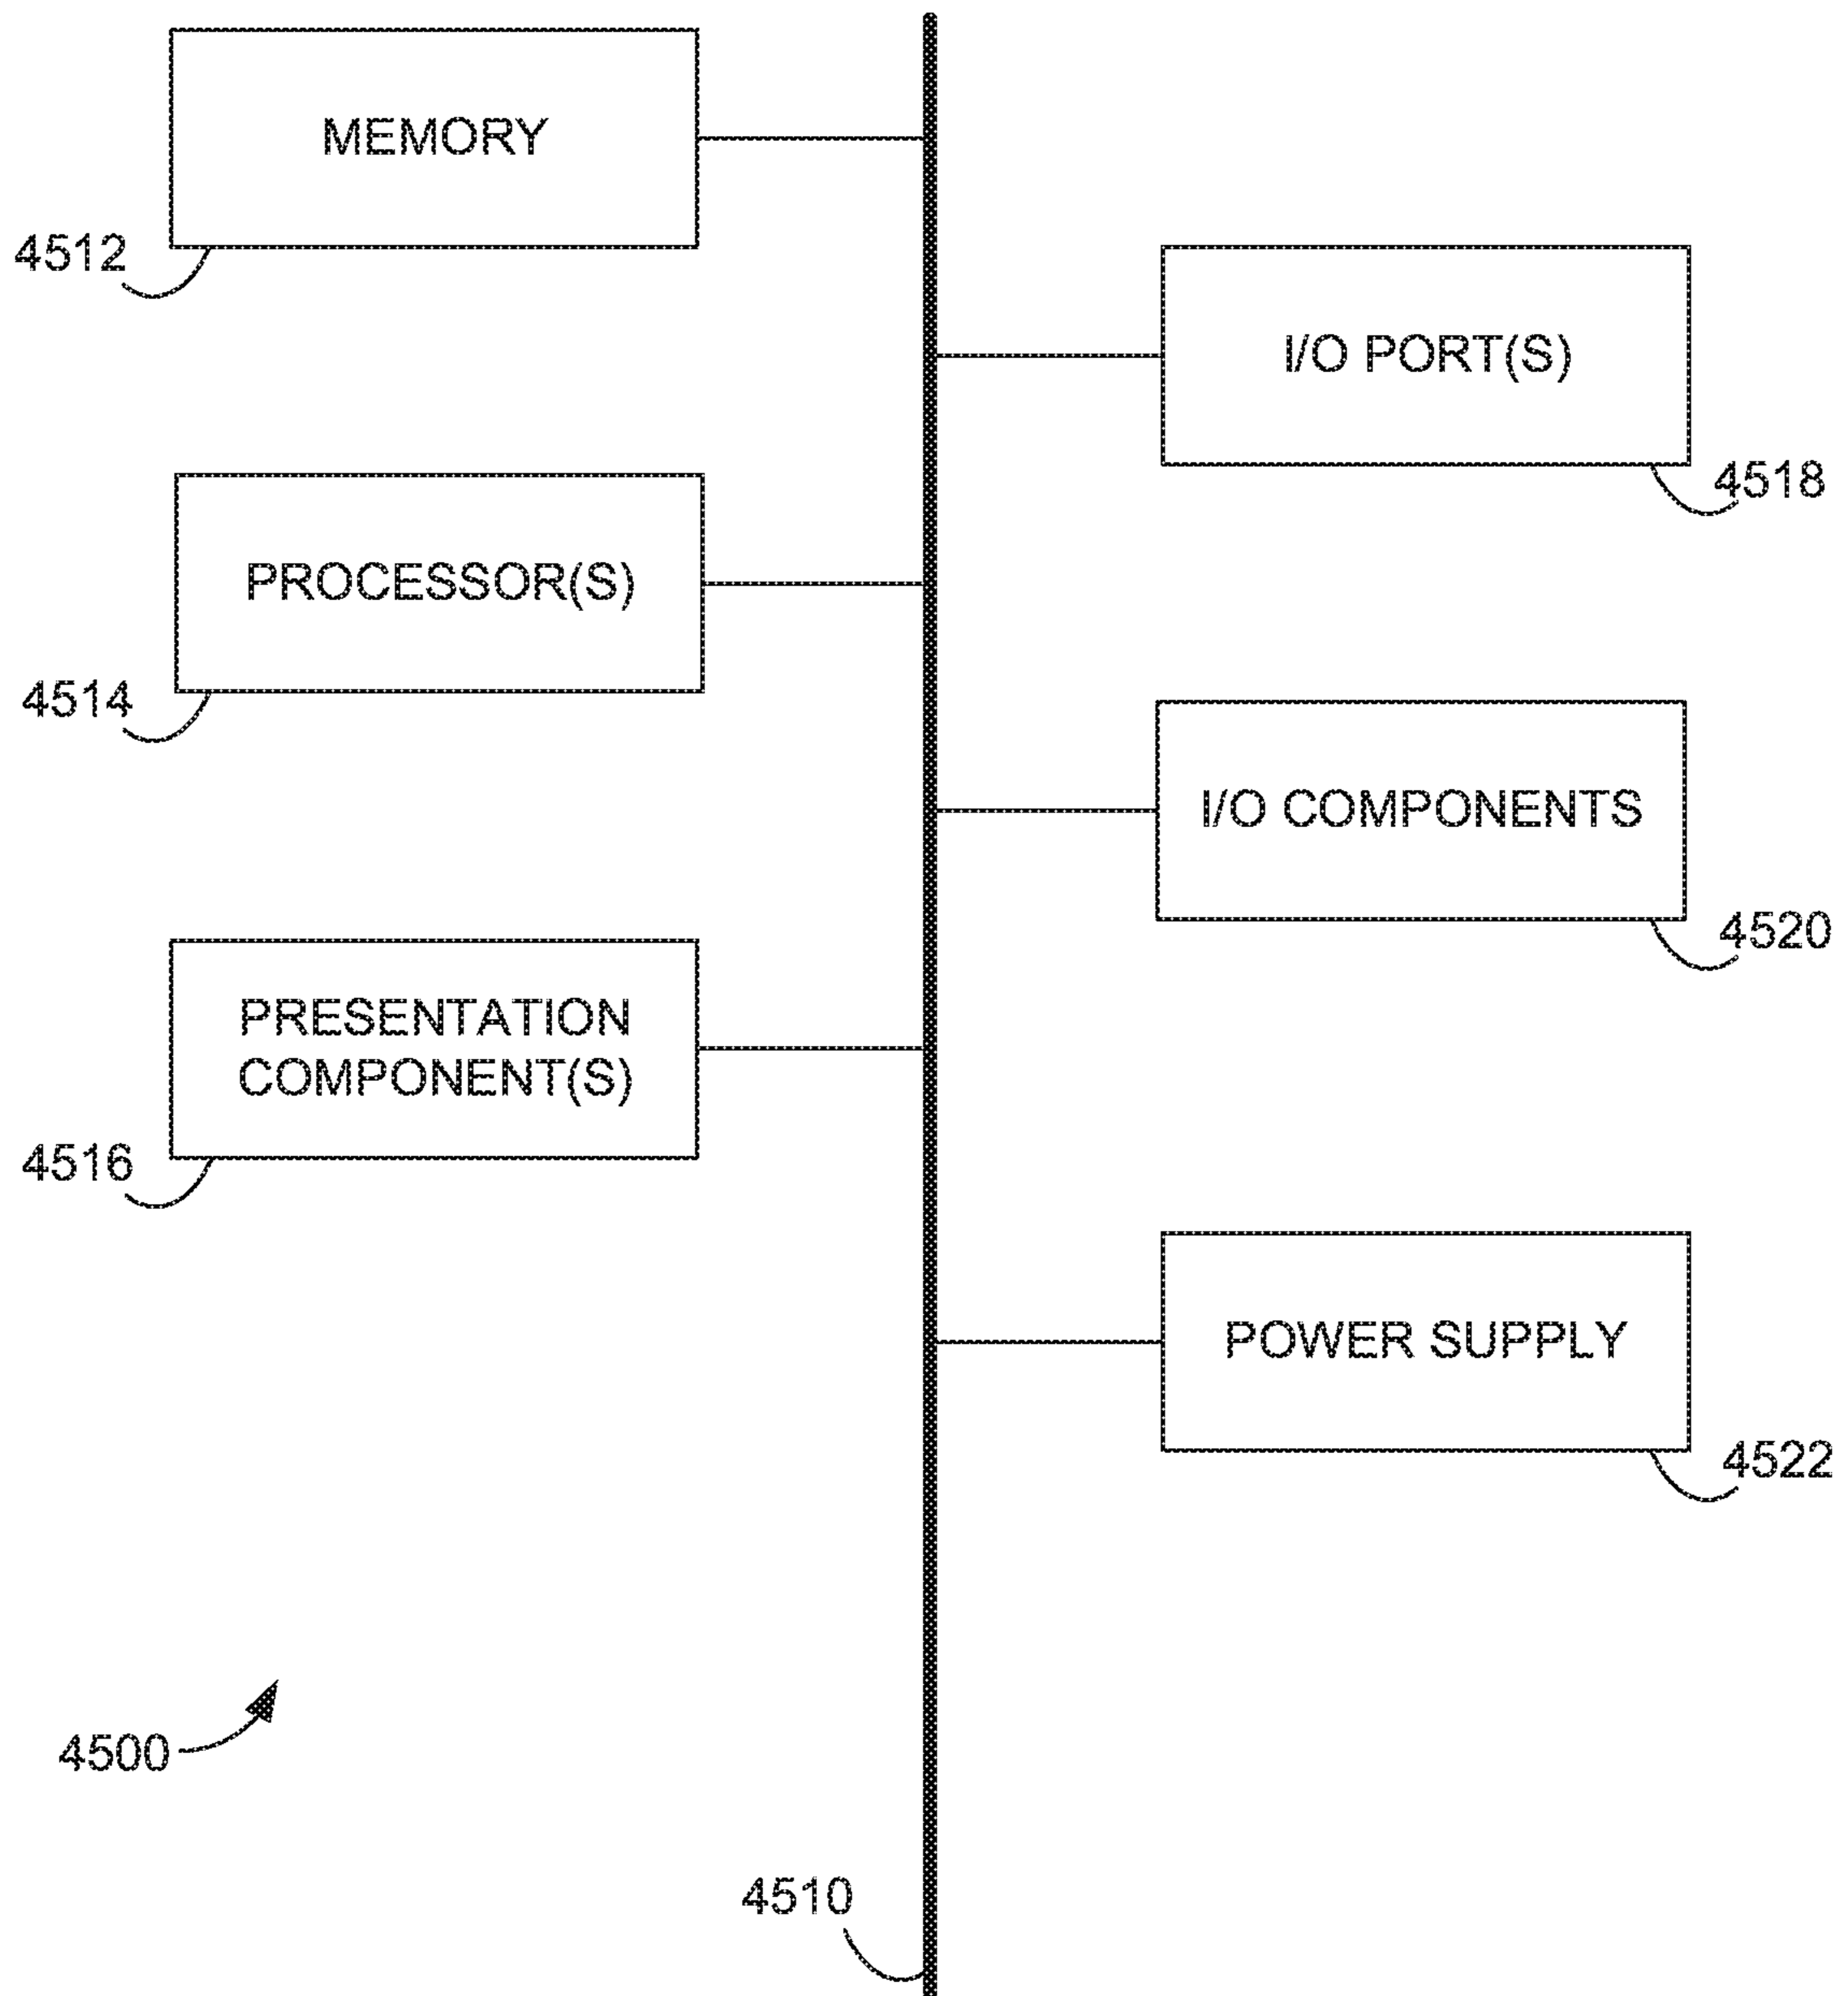 MEMORY
4512
I/O PORT(S)
4518
PROCESSOR(S)
4514
I/O COMPONENTS
4520
PRESENTATION
COMPONENT(S)
4516
POWER SUPPLY
4522
4500
4510